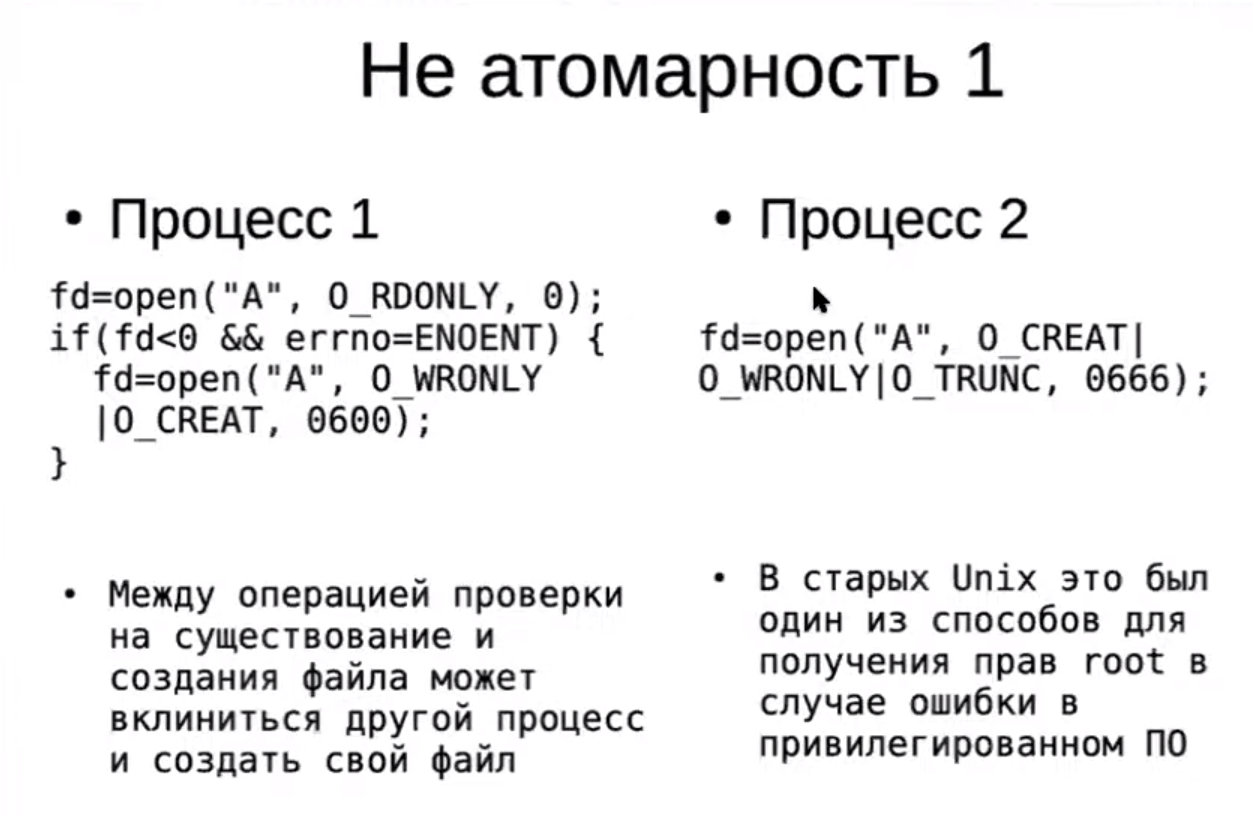 Не атомарность 1
• Процесс 1
fd=open("A", O_RDONLY, 0);
if(fd<0 && errno=ENOENT) {
  fd=open("A", O_WRONLY
  |O_CREAT, 0600);
}
• Между операцией проверки
на существование и
создания файла может
вклиниться другой процесс
и создать свой файл
• Процесс 2
fd=open("A", O_CREAT|
O_WRONLY|O_TRUNC, 0666);
• В старых Unix это был
один из способов для
получения прав root в
случае ошибки в
привилегированном ПО